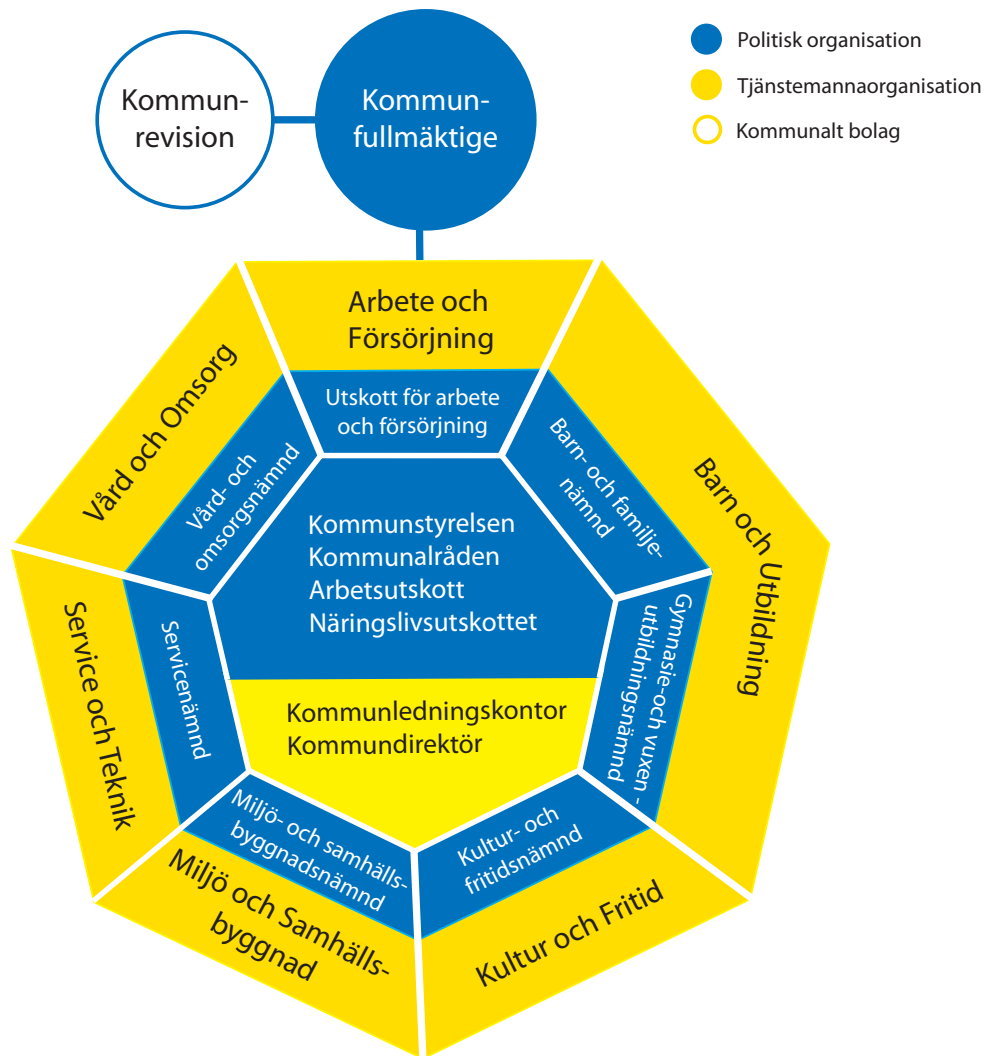 Kommun-
revision
Kommun-
fullmäktige
Politisk organisation
Tjänstemannaorganisation
Kommunalt bolag
Arbete och
Försörjning
Utskott för arbete
och försörjning
Vård och Omsorg
Vård- och
omsorgsnämnd
Barn- och familje-
nämnd
Barn och Utbildning
Kommunstyrelsen
Kommunalråden
Arbetsutskott
Näringslivsutskottet
Service och Teknik
Servicenämnd
Gymnasie-och vuxen -
utbildningsnämnd
Kommunledningskontor
Kommundirektör
Miljö- och samhälls-
byggnadsnämnd
Kultur- och
fritidsnämnd
Miljö och Samhälls-
byggnad
Kultur och Fritid